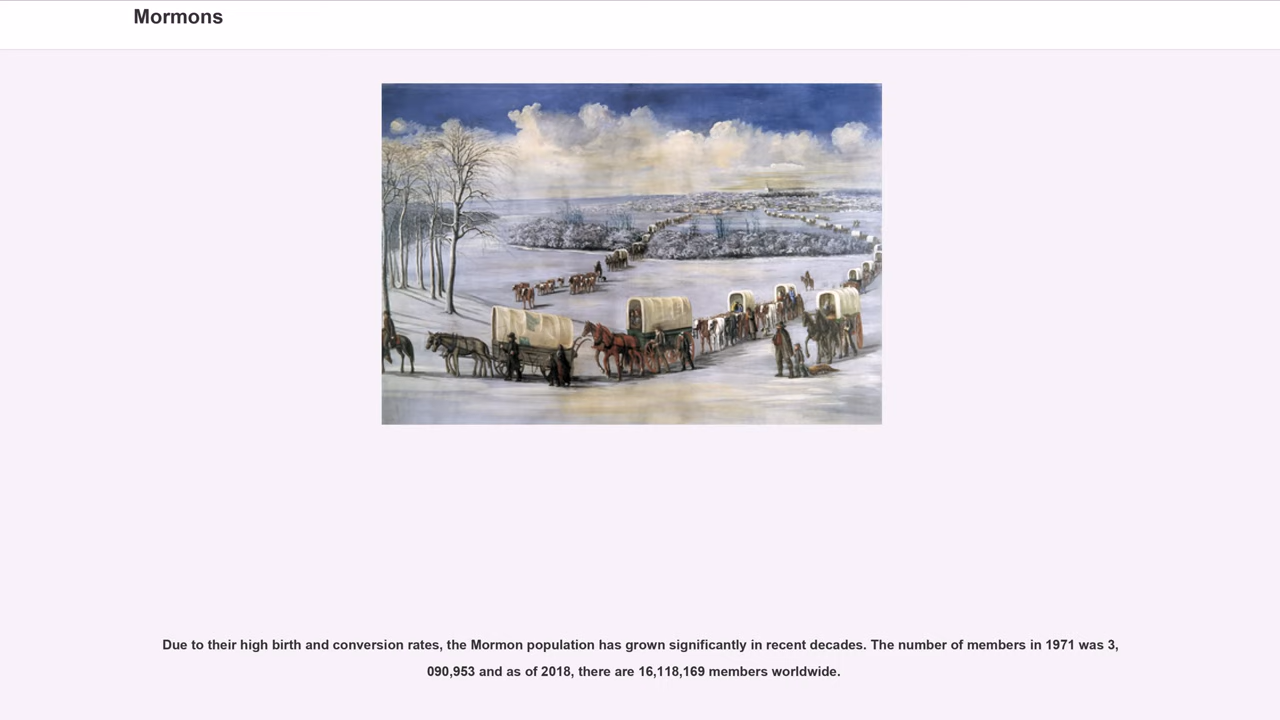 Mormons
Due to their high birth and conversion rates, the Mormon population has grown significantly in recent decades. The number of members in 1971 was 3,
090,953 and as of 2018, there are 16,118,169 members worldwide.